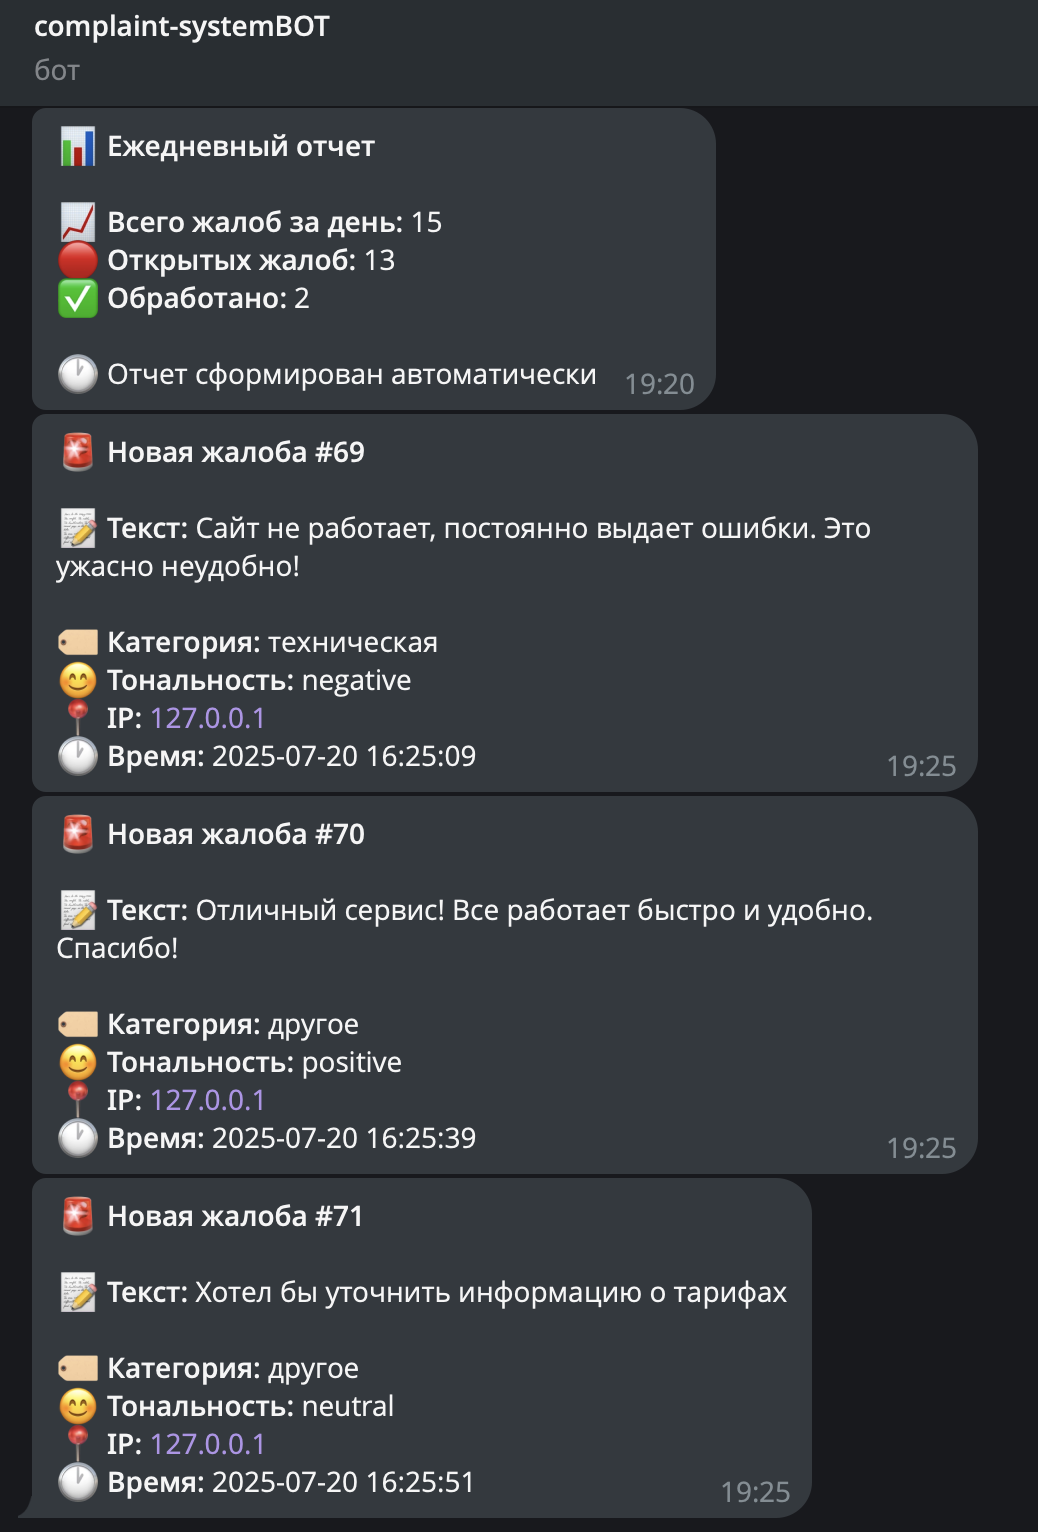 complaint-systemBOT
бот
📊 Ежедневный отчет
📈 Всего жалоб за день: 15
🔴 Открытых жалоб: 13
✅ Обработано: 2
🕐 Отчет сформирован автоматически 19:20
🚨 Новая жалоба #69
📝 Текст: Сайт не работает, постоянно выдает ошибки. Это
ужасно неудобно!
🏷 Категория: техническая
😊 Тональность: negative
📍 IP: 127.0.0.1
🕐 Время: 2025-07-20 16:25:09 19:25
🚨 Новая жалоба #70
📝 Текст: Отличный сервис! Все работает быстро и удобно.
Спасибо!
🏷 Категория: другое
😊 Тональность: positive
📍 IP: 127.0.0.1
🕐 Время: 2025-07-20 16:25:39 19:25
🚨 Новая жалоба #71
📝 Текст: Хотел бы уточнить информацию о тарифах
🏷 Категория: другое
😊 Тональность: neutral
📍 IP: 127.0.0.1
🕐 Время: 2025-07-20 16:25:51 19:25